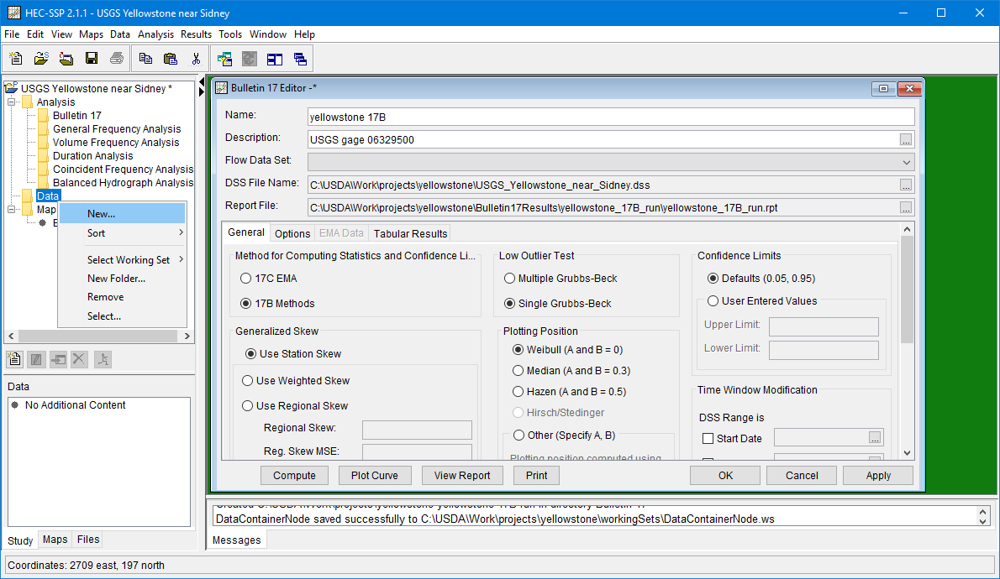 HEC-SSP 2.1.1 - USGS Yellowstone near Sidney
File Edit View Maps Data Analysis Results Tools Window Help
USGS Yellowstone near Sidney *
Analysis
Bulletin 17
General Frequency Analysis
Volume Frequency Analysis
Duration Analysis
Coincident Frequency Analysis
Balanced Hydrograph Analysis
Data
Map
New...
Sort
Select Working Set
New Folder...
Remove
Select...
Data
No Additional Content
Study Maps Files
Bulletin 17 Editor -*
Name: yellowstone 17B
Description: USGS gage 06329500 ...
Flow Data Set:
DSS File Name: C:\USDA\Work\projects\yellowstone\USGS_Yellowstone_near_Sidney.dss ...
Report File: C:\USDA\Work\projects\yellowstone\Bulletin17Results\yellowstone_17B_run\yellowstone_17B_run.rpt ...
General Options EMA Data Tabular Results
Method for Computing Statistics and Confidence Li...
17C EMA
17B Methods
Generalized Skew
Use Station Skew
Use Weighted Skew
Use Regional Skew
Regional Skew:
Reg. Skew MSE:
Low Outlier Test
Multiple Grubbs-Beck
Single Grubbs-Beck
Plotting Position
Weibull (A and B = 0)
Median (A and B = 0.3)
Hazen (A and B = 0.5)
Hirsch/Stedinger
Other (Specify A, B)
Plotting position computed using
Confidence Limits
Defaults (0.05, 0.95)
User Entered Values
Upper Limit:
Lower Limit:
Time Window Modification
DSS Range is
Start Date ...
Compute Plot Curve View Report Print OK Cancel Apply
DataContainerNode saved successfully to C:\USDA\Work\projects\yellowstone\workingSets\DataContainerNode.ws
Messages
Coordinates: 2709 east, 197 north